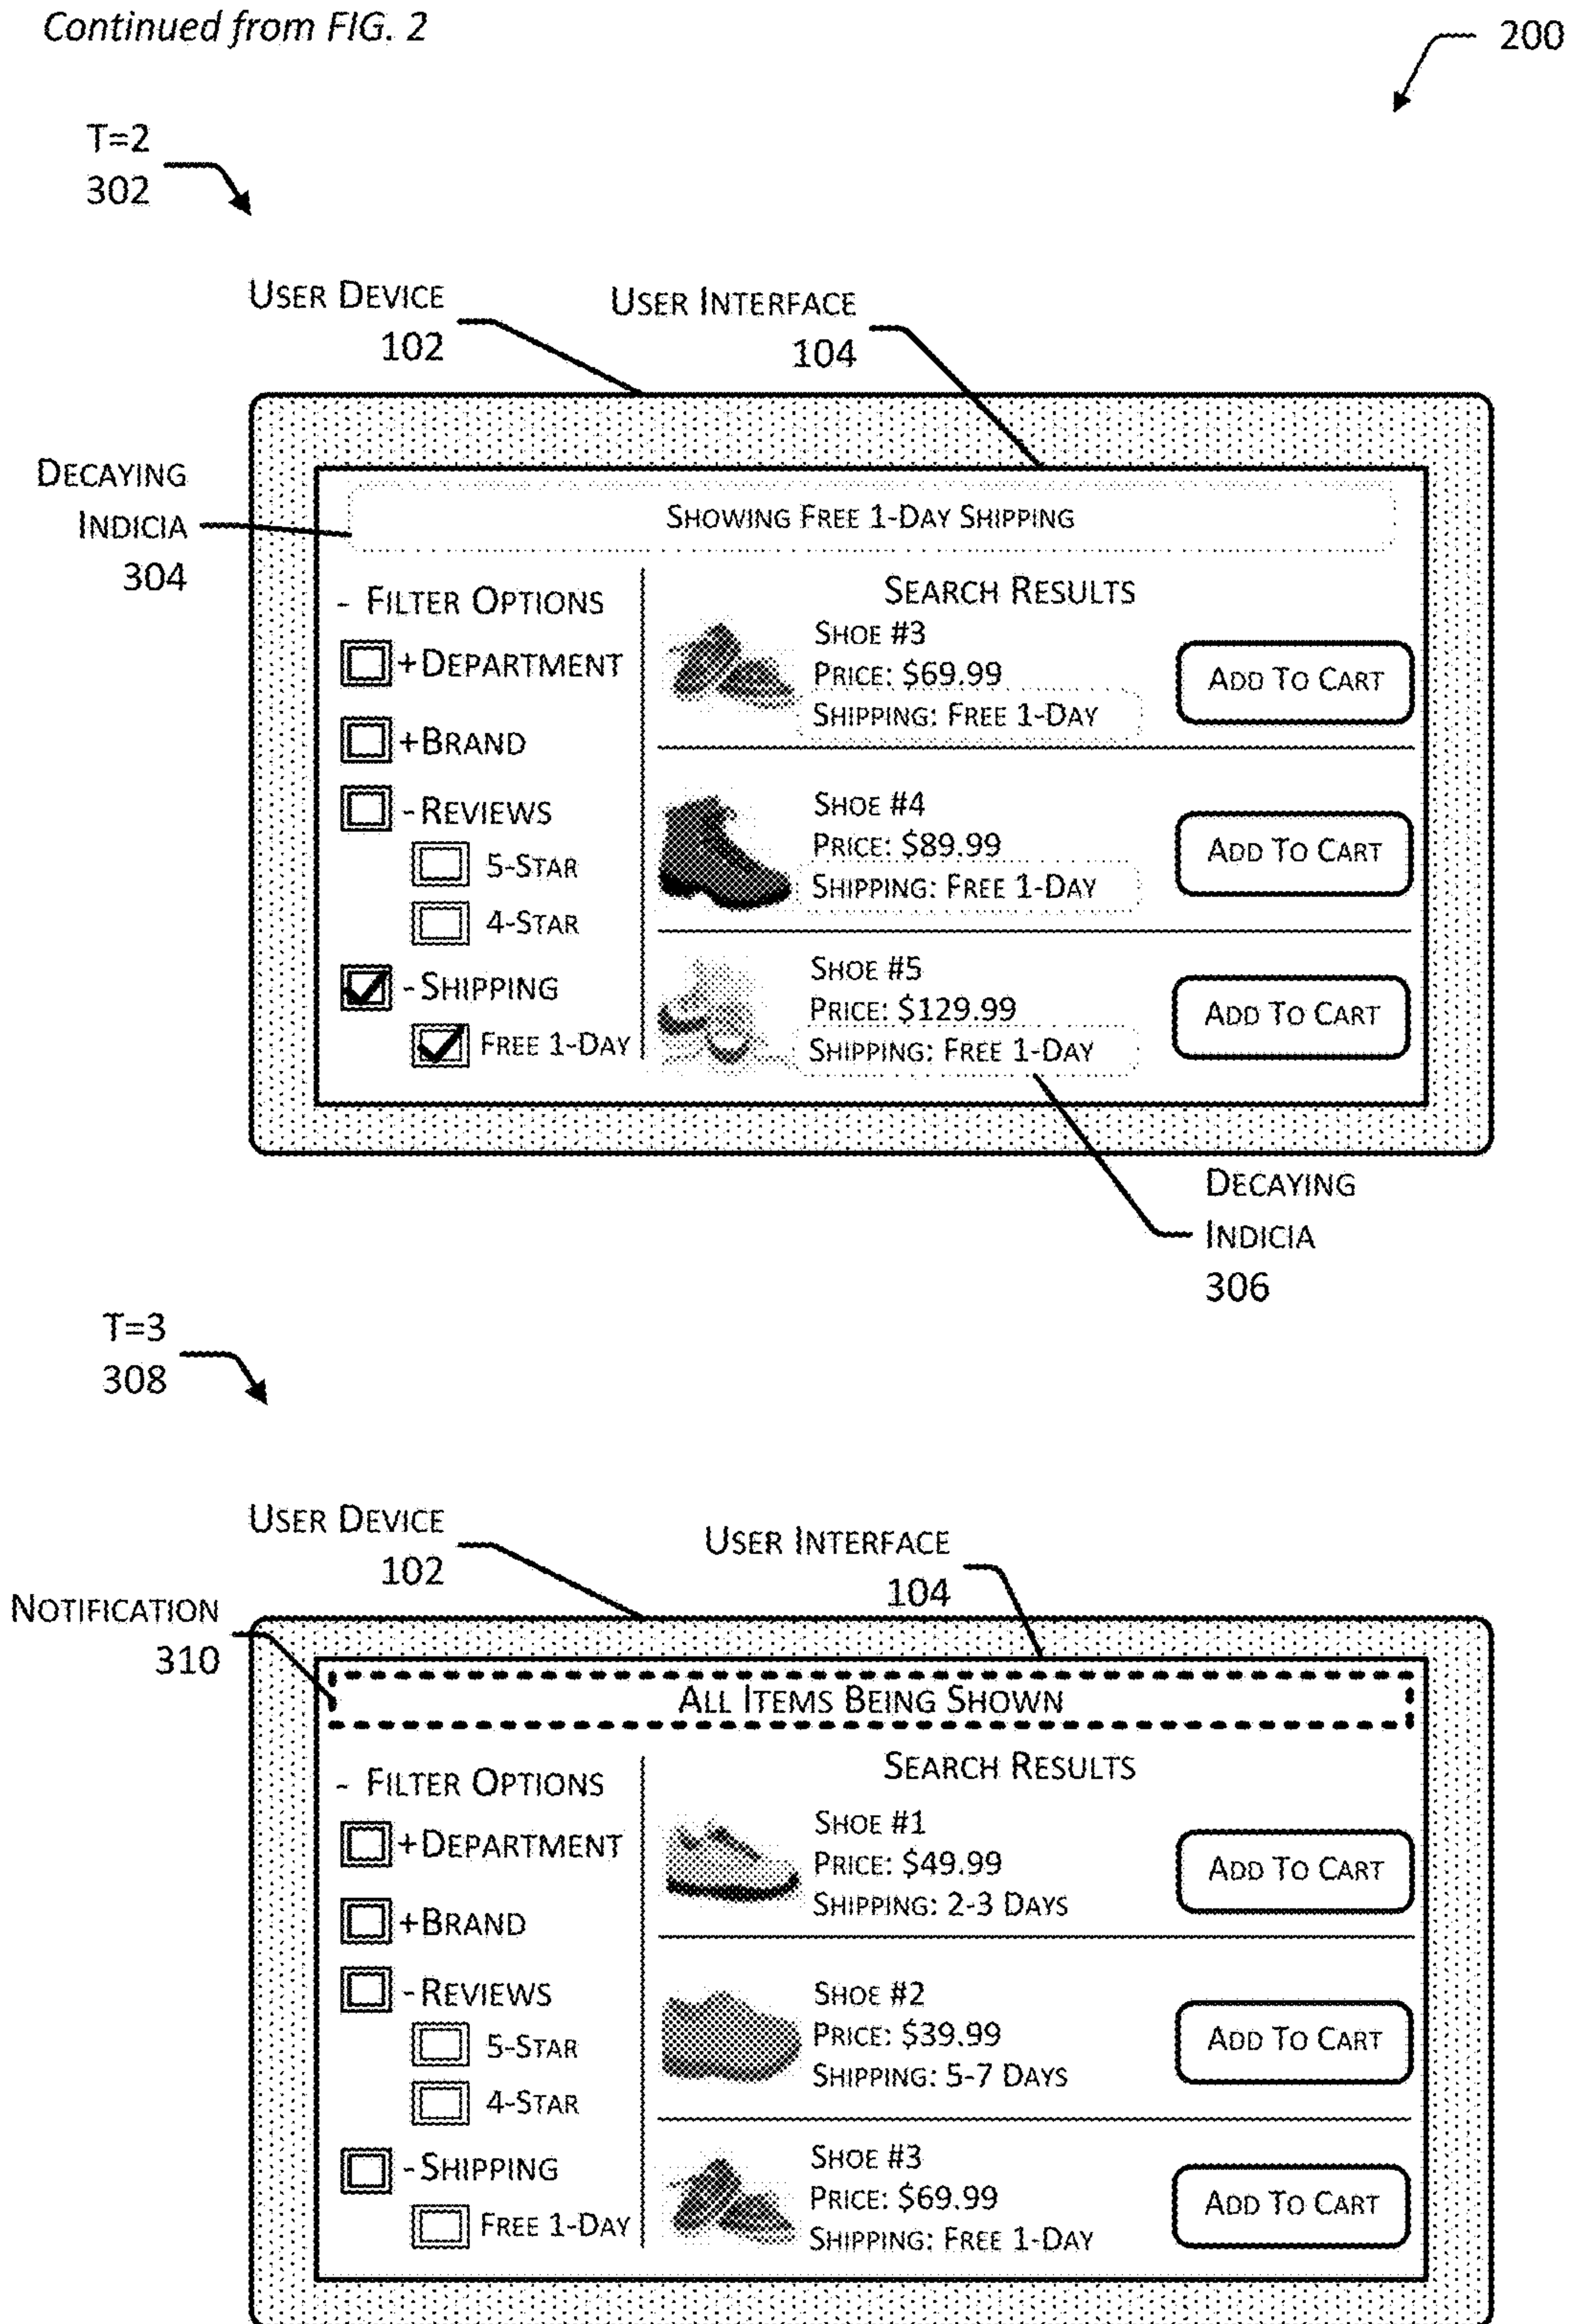 Continued from FIG. 2
200
T=2
302
USER DEVICE
102
USER INTERFACE
104
DECAYING
INDICIA
304
SHOWING FREE 1-DAY SHIPPING
- FILTER OPTIONS
+DEPARTMENT
+BRAND
-REVIEWS
5-STAR
4-STAR
-SHIPPING
FREE 1-DAY
SEARCH RESULTS
SHOE #3
PRICE: $69.99
SHIPPING: FREE 1-DAY
ADD TO CART
SHOE #4
PRICE: $89.99
SHIPPING: FREE 1-DAY
ADD TO CART
SHOE #5
PRICE: $129.99
SHIPPING: FREE 1-DAY
ADD TO CART
DECAYING
INDICIA
306
T=3
308
USER DEVICE
102
USER INTERFACE
104
NOTIFICATION
310
ALL ITEMS BEING SHOWN
- FILTER OPTIONS
+DEPARTMENT
+BRAND
-REVIEWS
5-STAR
4-STAR
-SHIPPING
FREE 1-DAY
SEARCH RESULTS
SHOE #1
PRICE: $49.99
SHIPPING: 2-3 DAYS
ADD TO CART
SHOE #2
PRICE: $39.99
SHIPPING: 5-7 DAYS
ADD TO CART
SHOE #3
PRICE: $69.99
SHIPPING: FREE 1-DAY
ADD TO CART